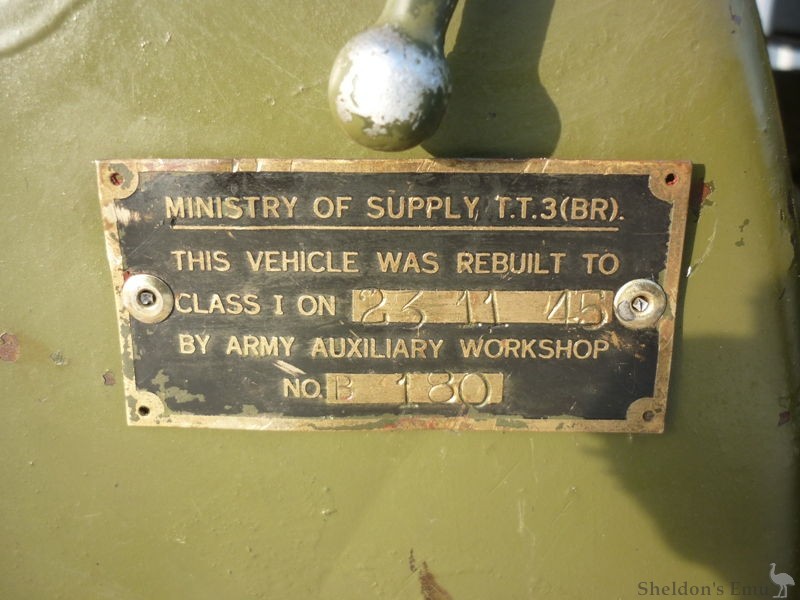 MINISTRY OF SUPPLY, T.T.3(BR).
THIS VEHICLE WAS REBUILT TO
CLASS I ON 23 11 45
BY ARMY AUXILIARY WORKSHOP
NO. B 180
Sheldon's Emu